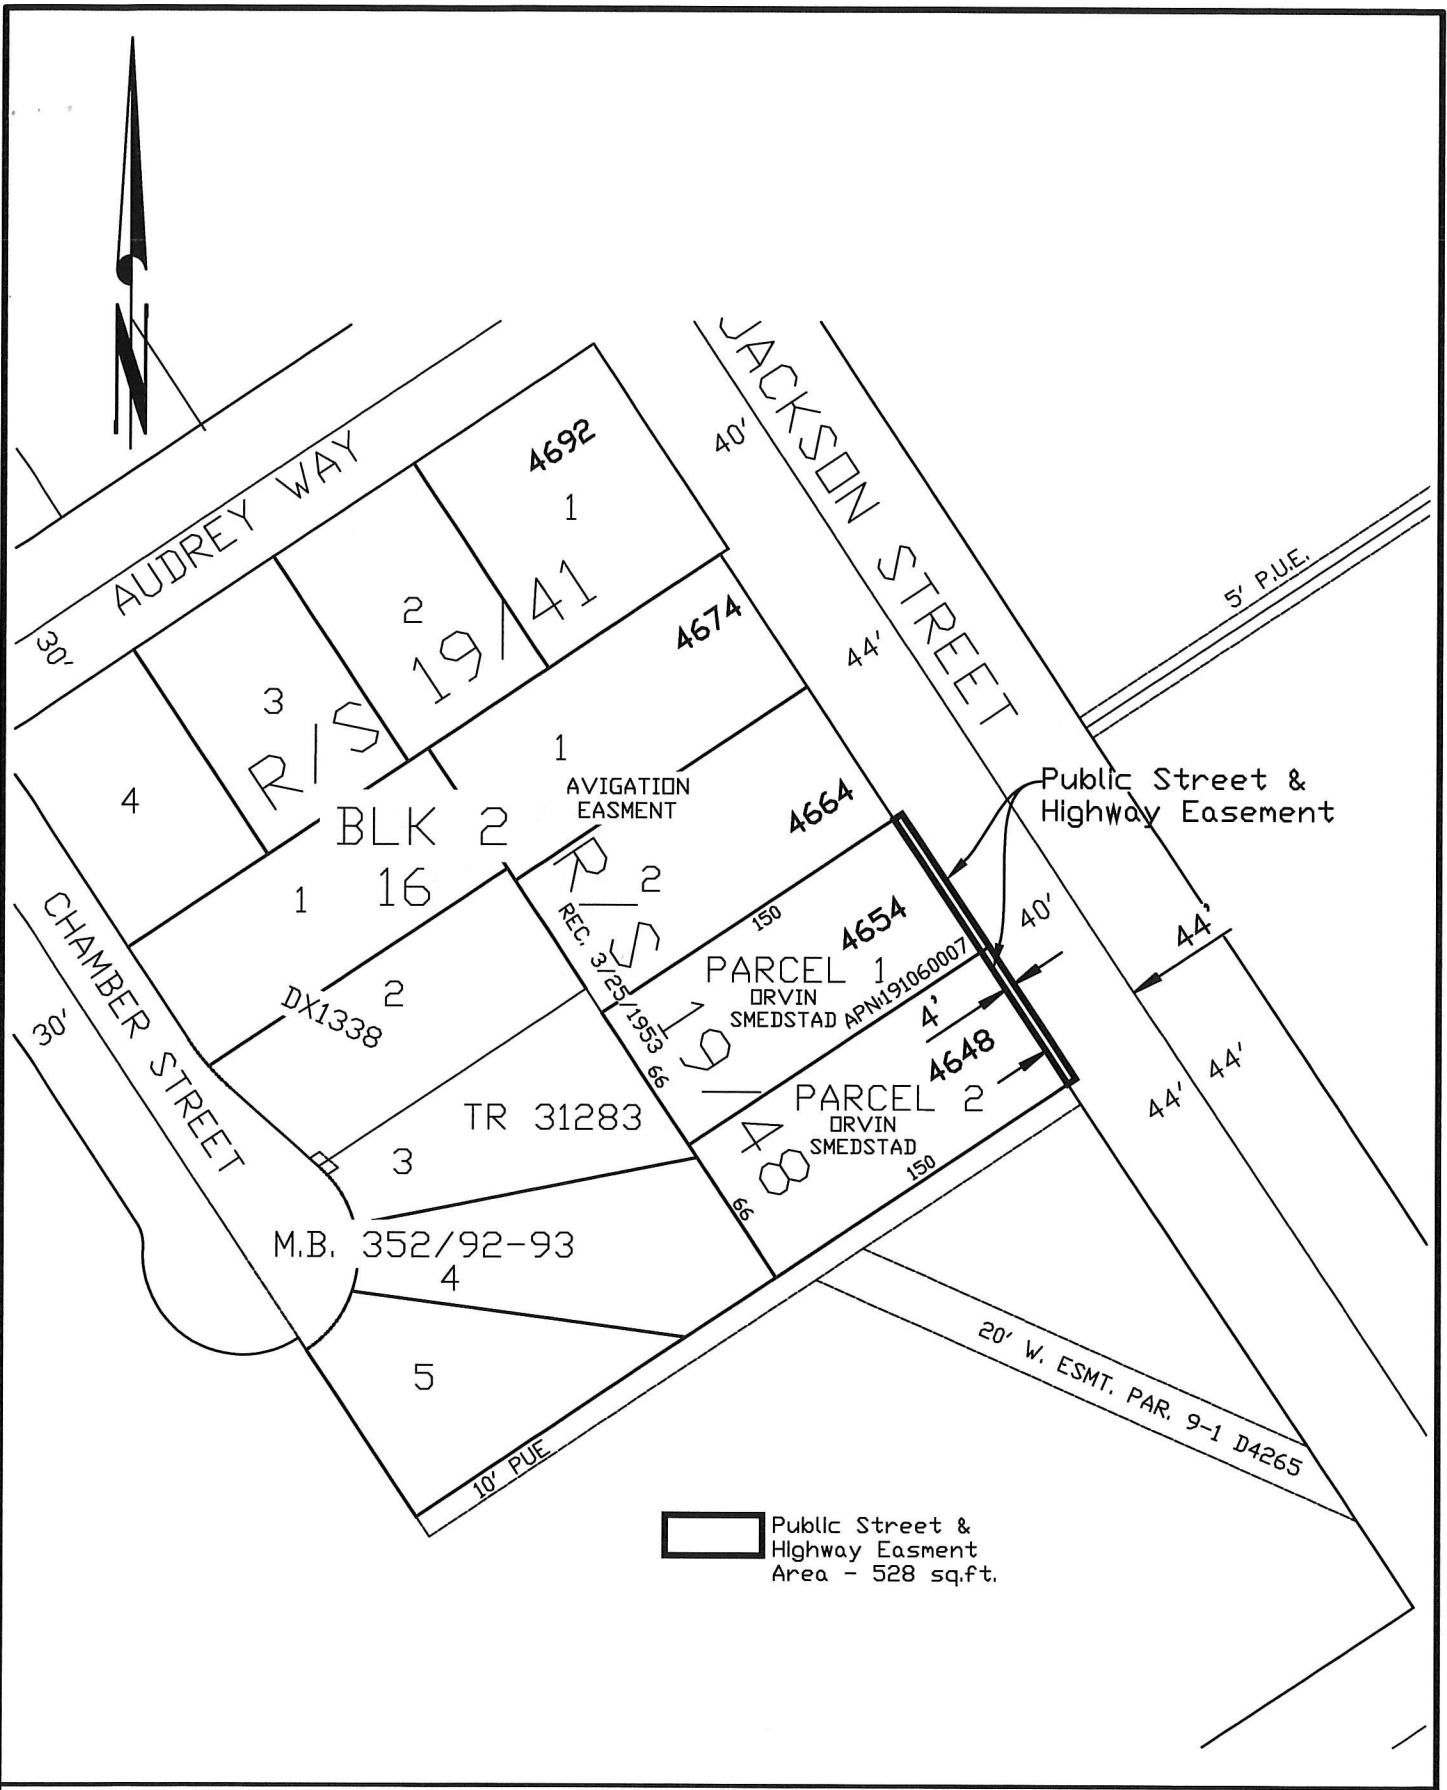 N
JACKSON STREET
40'
AUDREY WAY
4692
1
30'
2
19/41
4674
44'
5' P.U.E.
3
R/S
4
1
AVIGATION
EASMENT
Public Street &
Highway Easement
4664
BLK 2
1 16
R/S 19/48
2
REC. 3/25/1953
150
4654
40'
44'
CHAMBER STREET
30'
2
DX1338
PARCEL 1
ORVIN
SMEDSTAD
APN:191060007
4'
66
4648
44'
44'
TR 31283
PARCEL 2
ORVIN
SMEDSTAD
3
150
66
M.B. 352/92-93
4
20' W. ESMT. PAR. 9-1 D4265
5
10' PUE
Public Street &
Highway Easment
Area - 528 sq.ft.